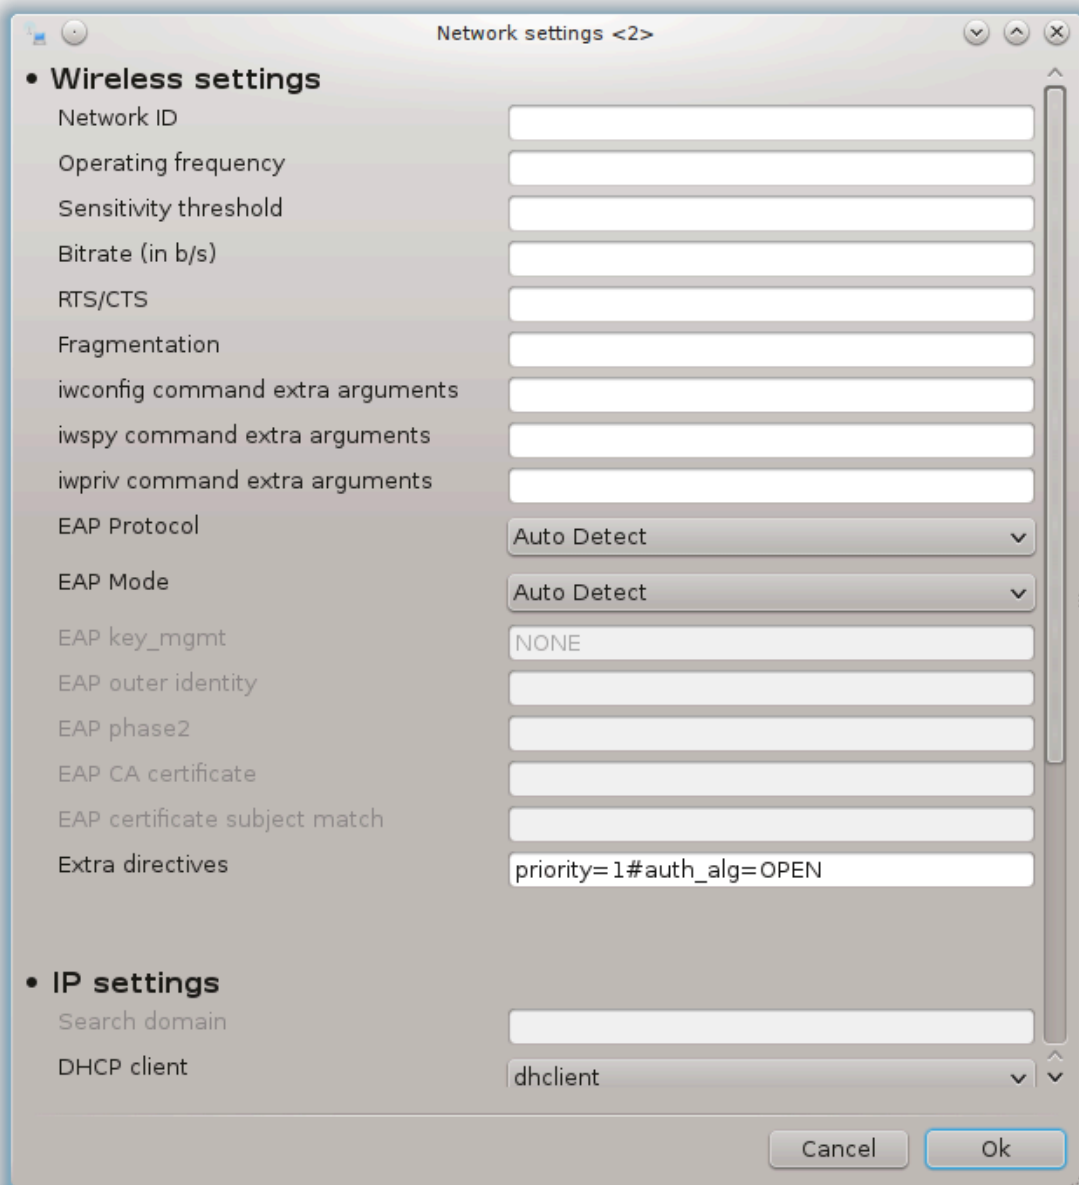 Network settings <2>
• Wireless settings
Network ID
Operating frequency
Sensitivity threshold
Bitrate (in b/s)
RTS/CTS
Fragmentation
iwconfig command extra arguments
iwspy command extra arguments
iwpriv command extra arguments
EAP Protocol Auto Detect
EAP Mode Auto Detect
EAP key_mgmt NONE
EAP outer identity
EAP phase2
EAP CA certificate
EAP certificate subject match
Extra directives priority=1#auth_alg=OPEN
• IP settings
Search domain
DHCP client dhclient
Cancel Ok